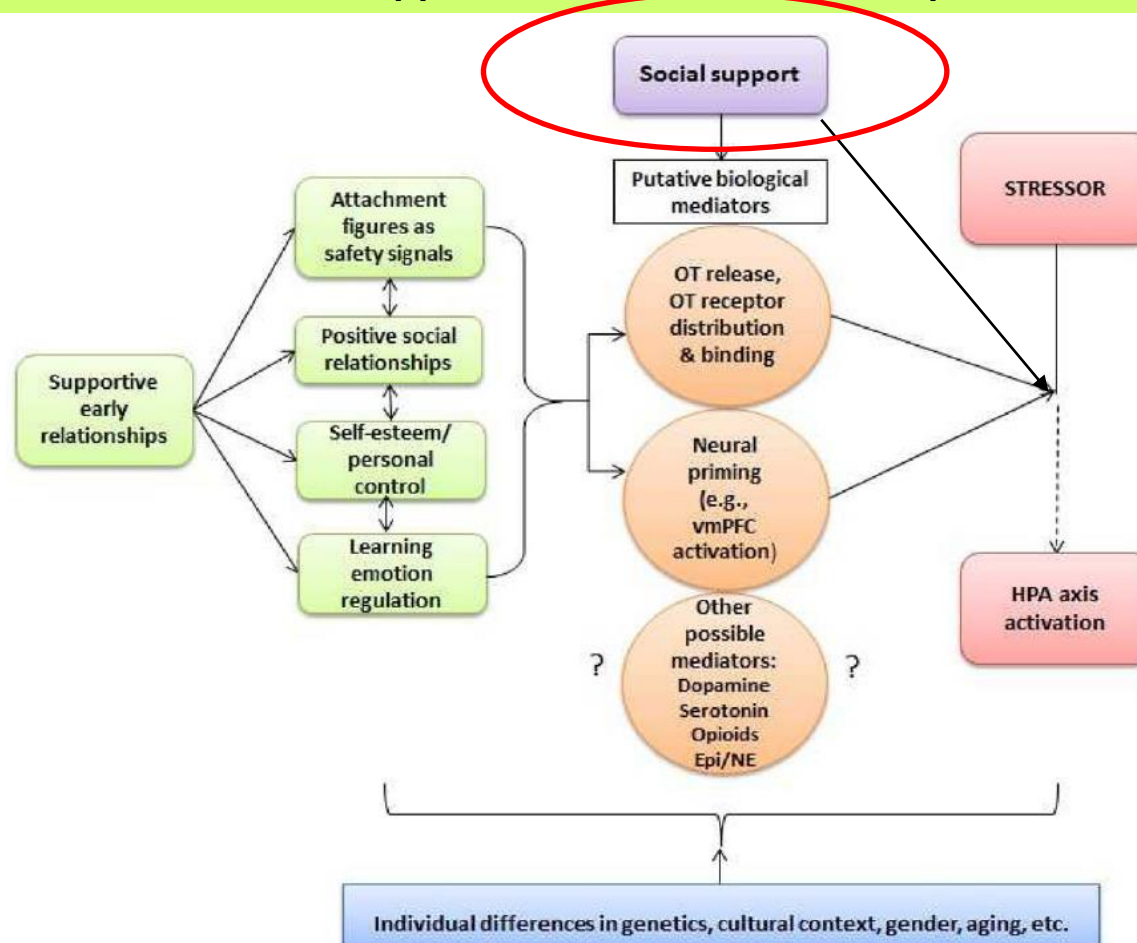 Social support
Putative biological
mediators
STRESSOR
Attachment
figures as
safety signals
Positive social
relationships
Supportive
early
relationships
Self-esteem/
personal
control
Learning
emotion
regulation
OT release,
OT receptor
distribution
& binding
Neural
priming
(e.g.,
vmPFC
activation)
Other
possible
mediators:
Dopamine
Serotonin
Opioids
Epi/NE
?
?
HPA axis
activation
Individual differences in genetics, cultural context, gender, aging, etc.